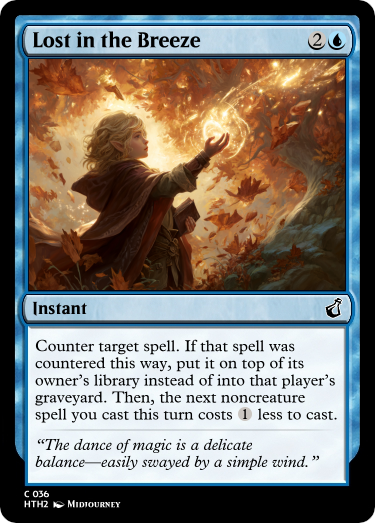 Lost in the Breeze 2
Instant
Counter target spell. If that spell was
countered this way, put it on top of its
owner's library instead of into that player's
graveyard. Then, the next noncreature
spell you cast this turn costs 1 less to cast.
"The dance of magic is a delicate
balance—easily swayed by a simple wind."
C 036
HTH2 Midjourney